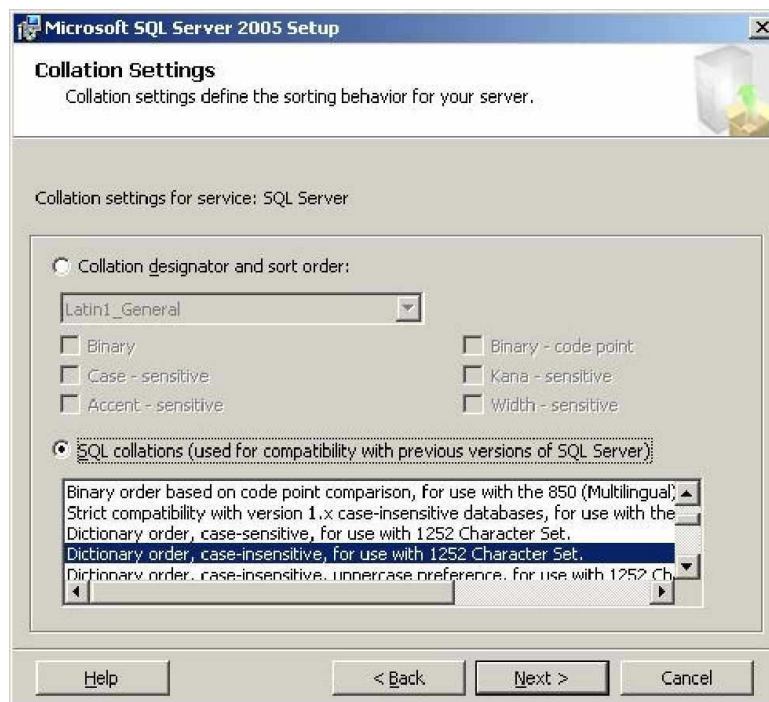 Microsoft SQL Server 2005 Setup
Collation Settings
Collation settings define the sorting behavior for your server.
Collation settings for service: SQL Server
Collation designator and sort order:
Latin1_General
Binary
Binary - code point
Case - sensitive
Kana - sensitive
Accent - sensitive
Width - sensitive
SQL collations (used for compatibility with previous versions of SQL Server)
Binary order based on code point comparison, for use with the 850 (Multilingual)
Strict compatibility with version 1.x case-insensitive databases, for use with the
Dictionary order, case-sensitive, for use with 1252 Character Set.
Dictionary order, case-insensitive, for use with 1252 Character Set.
Dictionary order, case-insensitive, uppercase preference, for use with 1252 Ch
Help
< Back
Next >
Cancel